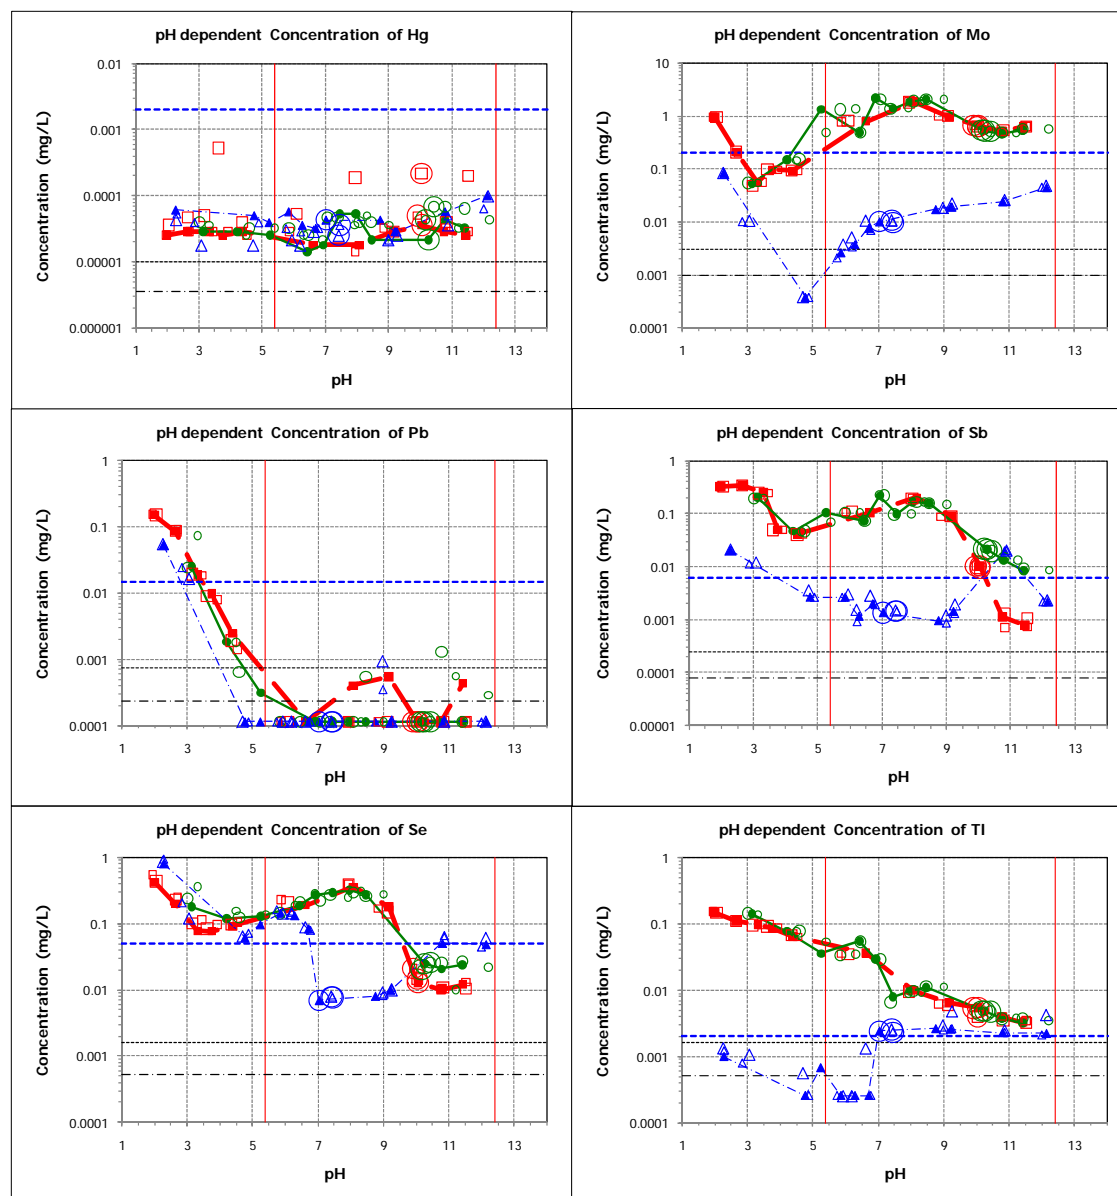 pH dependent Concentration of Hg
Concentration (mg/L)
0.01
0.001
0.0001
0.00001
0.000001
1 3 5 7 9 11 13
pH
pH dependent Concentration of Mo
Concentration (mg/L)
10
1
0.1
0.01
0.001
0.0001
1 3 5 7 9 11 13
pH
pH dependent Concentration of Pb
Concentration (mg/L)
1
0.1
0.01
0.001
0.0001
1 3 5 7 9 11 13
pH
pH dependent Concentration of Sb
Concentration (mg/L)
1
0.1
0.01
0.001
0.0001
0.00001
1 3 5 7 9 11 13
pH
pH dependent Concentration of Se
Concentration (mg/L)
1
0.1
0.01
0.001
0.0001
1 3 5 7 9 11 13
pH
pH dependent Concentration of Tl
Concentration (mg/L)
1
0.1
0.01
0.001
0.0001
1 3 5 7 9 11 13
pH